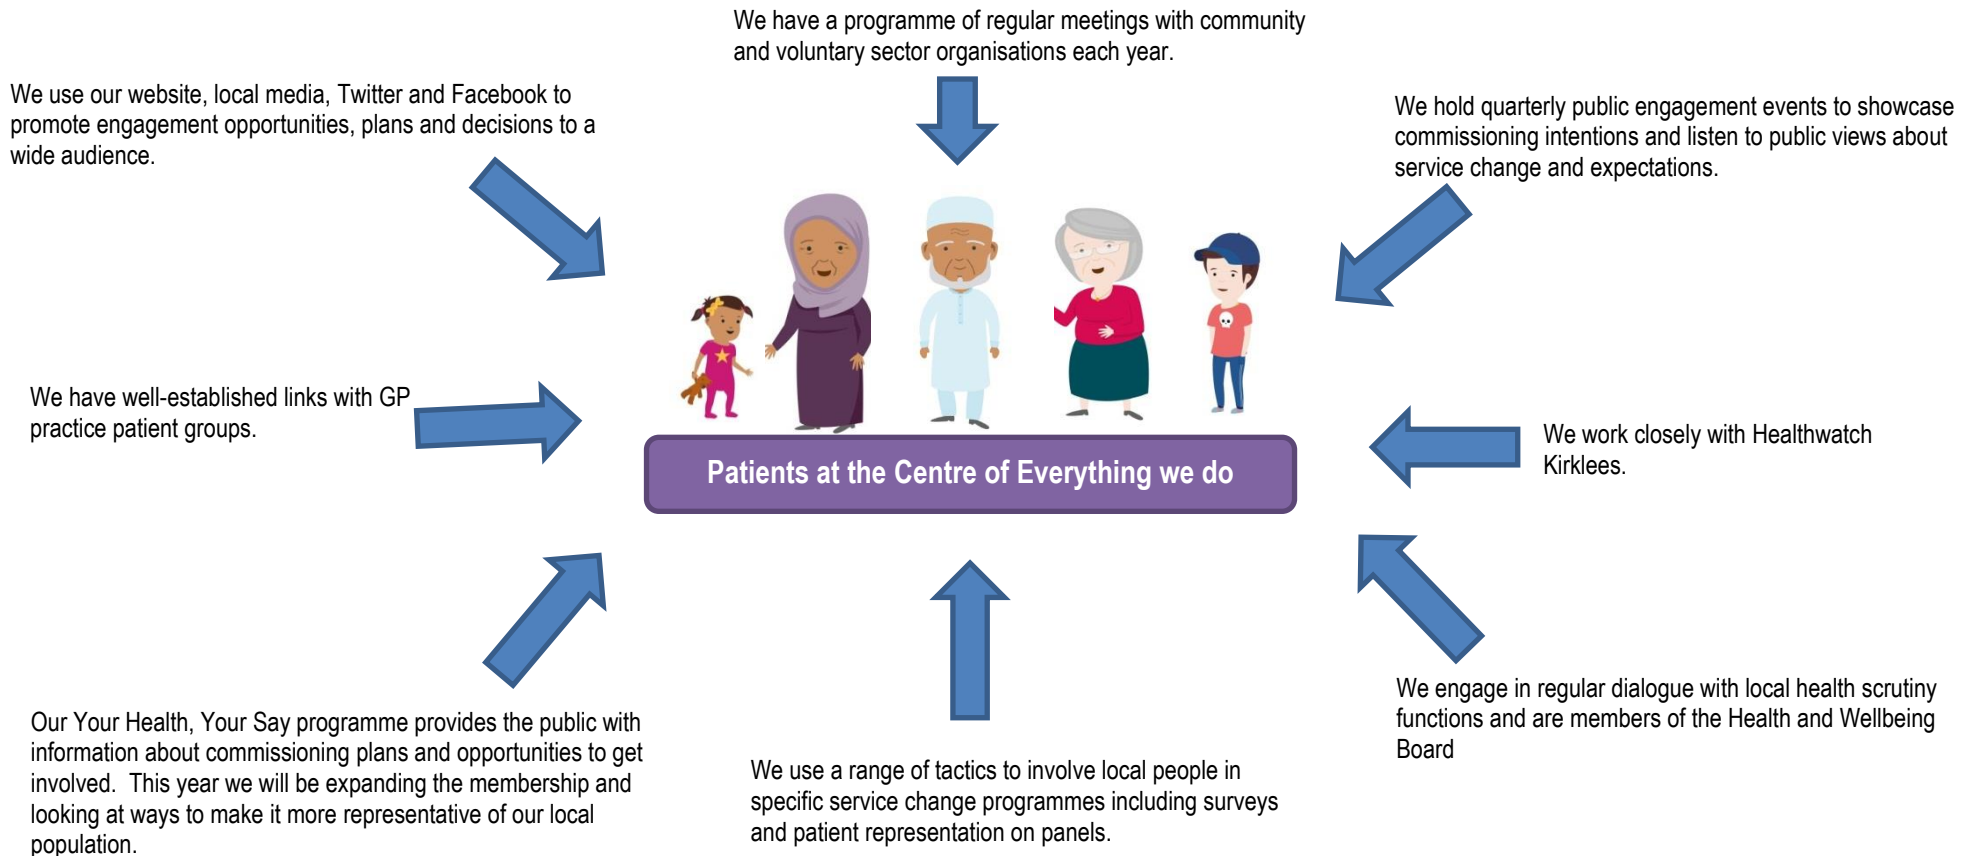 We have a programme of regular meetings with community
and voluntary sector organisations each year.
We use our website, local media, Twitter and Facebook to
promote engagement opportunities, plans and decisions to a
wide audience.
We hold quarterly public engagement events to showcase
commissioning intentions and listen to public views about
service change and expectations.
We have well-established links with GP
practice patient groups.
Patients at the Centre of Everything we do
We work closely with Healthwatch
Kirklees.
Our Your Health, Your Say programme provides the public with
information about commissioning plans and opportunities to get
involved.  This year we will be expanding the membership and
looking at ways to make it more representative of our local
population.
We use a range of tactics to involve local people in
specific service change programmes including surveys
and patient representation on panels.
We engage in regular dialogue with local health scrutiny
functions and are members of the Health and Wellbeing
Board